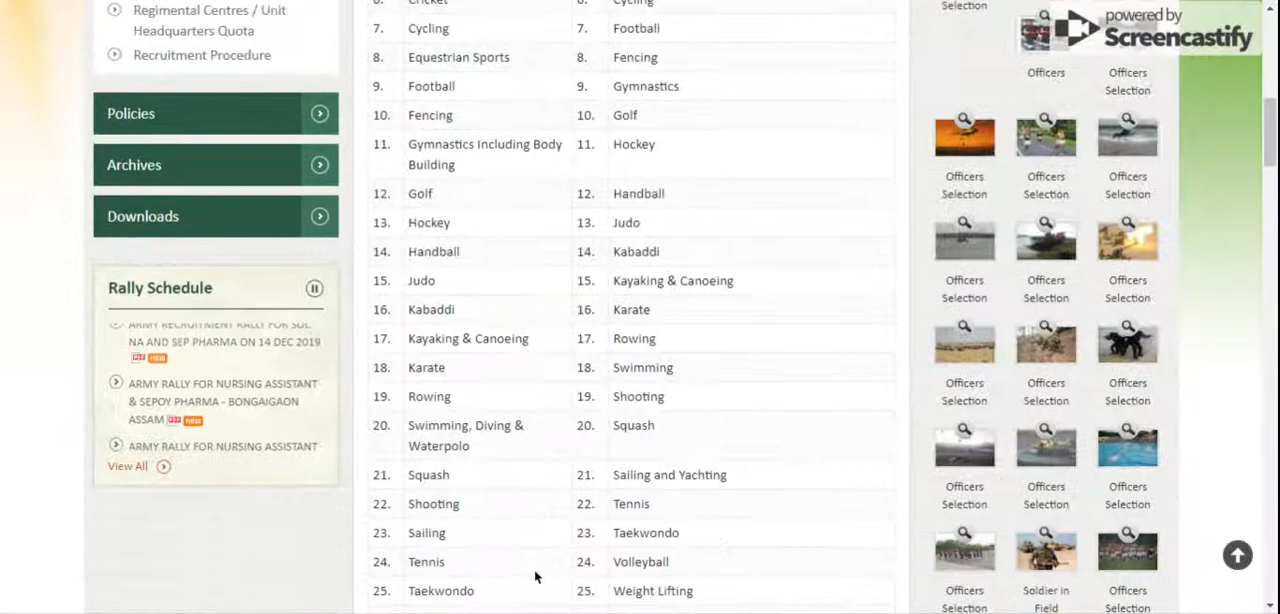 Regimental Centres / Unit
Headquarters Quota
Recruitment Procedure
Policies
Archives
Downloads
Rally Schedule
ARMY RECRUITMENT RALLY FOR SOL
NA AND SEP PHARMA ON 14 DEC 2019
PDF NEW
ARMY RALLY FOR NURSING ASSISTANT
& SEPOY PHARMA - BONGAIGAON
ASSAM PDF NEW
ARMY RALLY FOR NURSING ASSISTANT
View All
6. Cricket 6. Cycling
7. Cycling 7. Football
8. Equestrian Sports 8. Fencing
9. Football 9. Gymnastics
10. Fencing 10. Golf
11. Gymnastics Including Body 11. Hockey
Building
12. Golf 12. Handball
13. Hockey 13. Judo
14. Handball 14. Kabaddi
15. Judo 15. Kayaking & Canoeing
16. Kabaddi 16. Karate
17. Kayaking & Canoeing 17. Rowing
18. Karate 18. Swimming
19. Rowing 19. Shooting
20. Swimming, Diving & 20. Squash
Waterpolo
21. Squash 21. Sailing and Yachting
22. Shooting 22. Tennis
23. Sailing 23. Taekwondo
24. Tennis 24. Volleyball
25. Taekwondo 25. Weight Lifting
Selection
powered by
Screencastify
Officers Officers
Selection
Officers Officers Officers
Selection Selection
Officers Officers Officers
Selection Selection Selection
Officers Officers Officers
Selection Selection Selection
Officers Officers Officers
Selection Selection Selection
Officers Soldier in Officers
Selection Field Selection